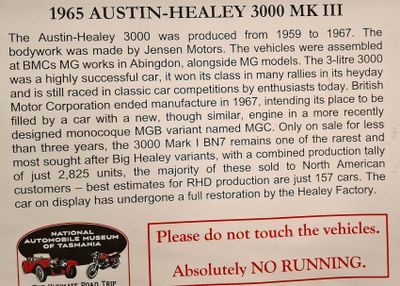 1965 AUSTIN-HEALEY 3000 MK III
The Austin-Healey 3000 was produced from 1959 to 1967. The
bodywork was made by Jensen Motors. The vehicles were assembled
at BMCs MG works in Abingdon, alongside MG models. The 3-litre 3000
was a highly successful car, it won its class in many rallies in its heyday
and is still raced in classic car competitions by enthusiasts today. British
Motor Corporation ended manufacture in 1967, intending its place to be
filled by a car with a new, though similar, engine in a more recently
designed monocoque MGB variant named MGC. Only on sale for less
than three years, the 3000 Mark I BN7 remains one of the rarest and
most sought after Big Healey variants, with a combined production tally
of just 2,825 units, the majority of these sold to North American
customers – best estimates for RHD production are just 157 cars. The
car on display has undergone a full restoration by the Healey Factory.
NATIONAL
AUTOMOBILE MUSEUM
OF TASMANIA
THE ULTIMATE ROAD TRIP
Please do not touch the vehicles.
Absolutely NO RUNNING.